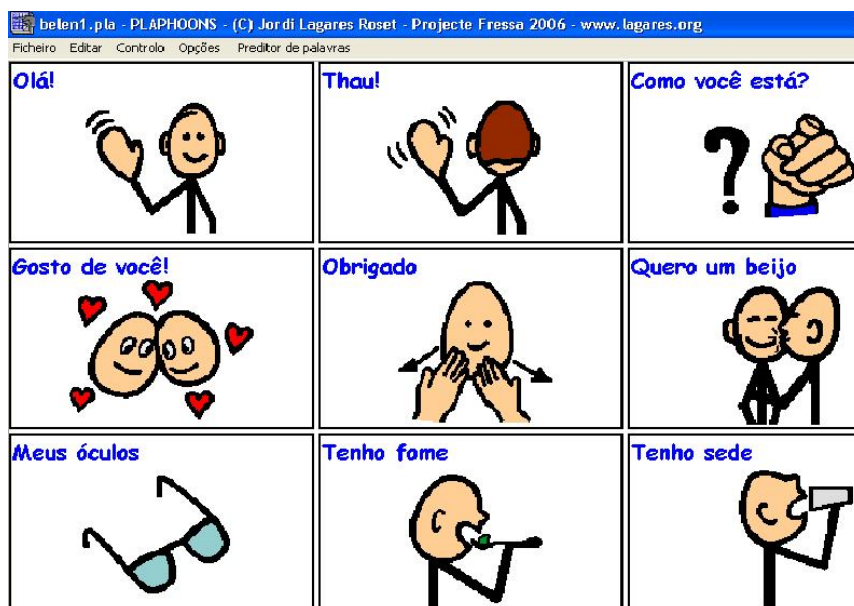 belen1.pla - PLAPHOONS - (C) Jordi Lagares Roset - Projecte Fressa 2006 - www.lagares.org
Ficheiro Editar Controlo Opções Preditor de palavras
Olá! Thau! Como você está?
?
Gosto de você! Obrigado Quero um beijo
Meus óculos Tenho fome Tenho sede